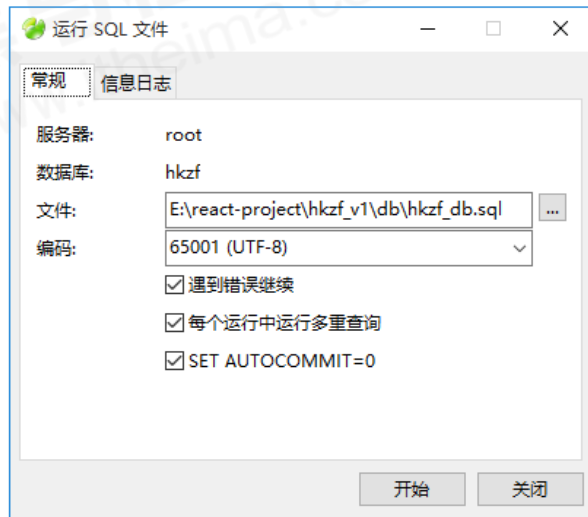 运行 SQL 文件
常规 信息日志
服务器: root
数据库: hkzf
文件: E:\react-project\hkzf_v1\db\hkzf_db.sql ...
编码: 65001 (UTF-8)
遇到错误继续
每个运行中运行多重查询
SET AUTOCOMMIT=0
开始 关闭